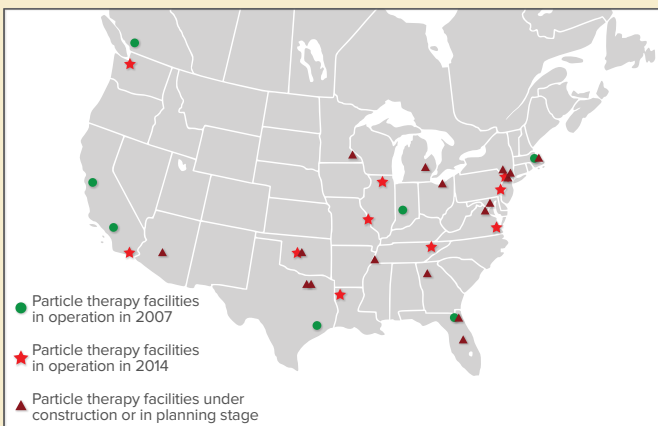 Particle therapy facilities
in operation in 2007
Particle therapy facilities
in operation in 2014
Particle therapy facilities under
construction or in planning stage